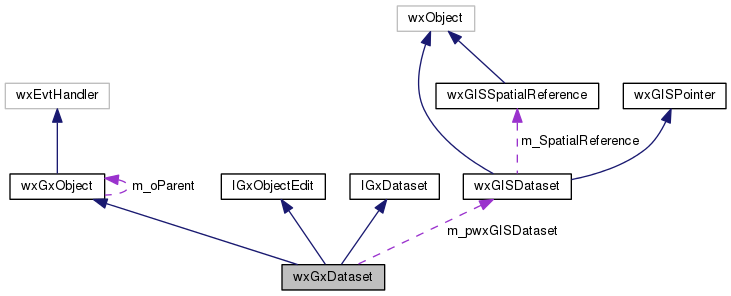 wxObject
wxEvtHandler
wxGISSpatialReference
wxGISPointer
m_SpatialReference
wxGxObject
m_oParent
IGxObjectEdit
IGxDataset
wxGISDataset
m_pwxGISDataset
wxGxDataset